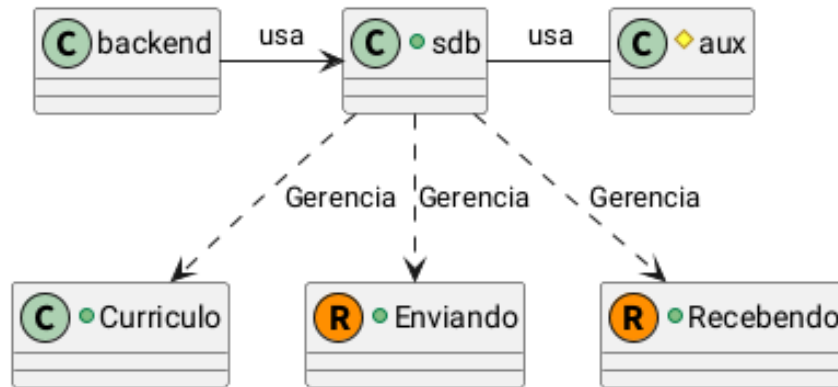 C backend
usa
C sdb
usa
C aux
Gerencia
Gerencia
Gerencia
C Curriculo
R Enviando
R Recebendo